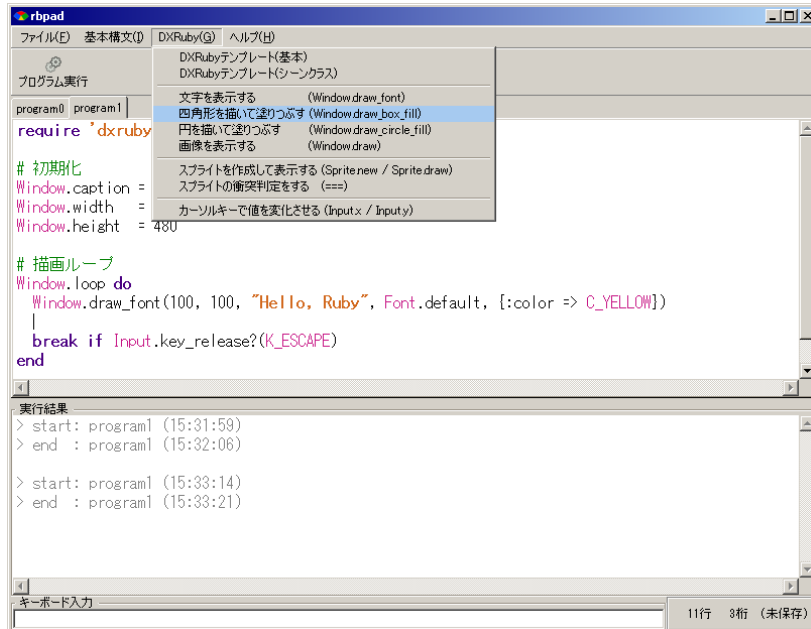 rbpad
ファイル(F) 基本構文(I) DXRuby(G) ヘルプ(H)
プログラム実行
DXRubyテンプレート(基本)
DXRubyテンプレート(シーンクラス)
文字を表示する (Window.draw_font)
四角形を描いて塗りつぶす (Window.draw_box_fill)
円を描いて塗りつぶす (Window.draw_circle_fill)
画像を表示する (Window.draw)
スプライトを作成して表示する (Sprite.new / Sprite.draw)
スプライトの衝突判定をする (===)
カーソルキーで値を変化させる (Input.x / Input.y)
program0 program1
require 'dxruby
# 初期化
Window.caption =
Window.width =
Window.height = 480
# 描画ループ
Window.loop do
Window.draw_font(100, 100, "Hello, Ruby", Font.default, {:color => C_YELLOW})
break if Input.key_release?(K_ESCAPE)
end
実行結果
> start: program1 (15:31:59)
> end : program1 (15:32:06)
> start: program1 (15:33:14)
> end : program1 (15:33:21)
キーボード入力
11行 3桁 (未保存)